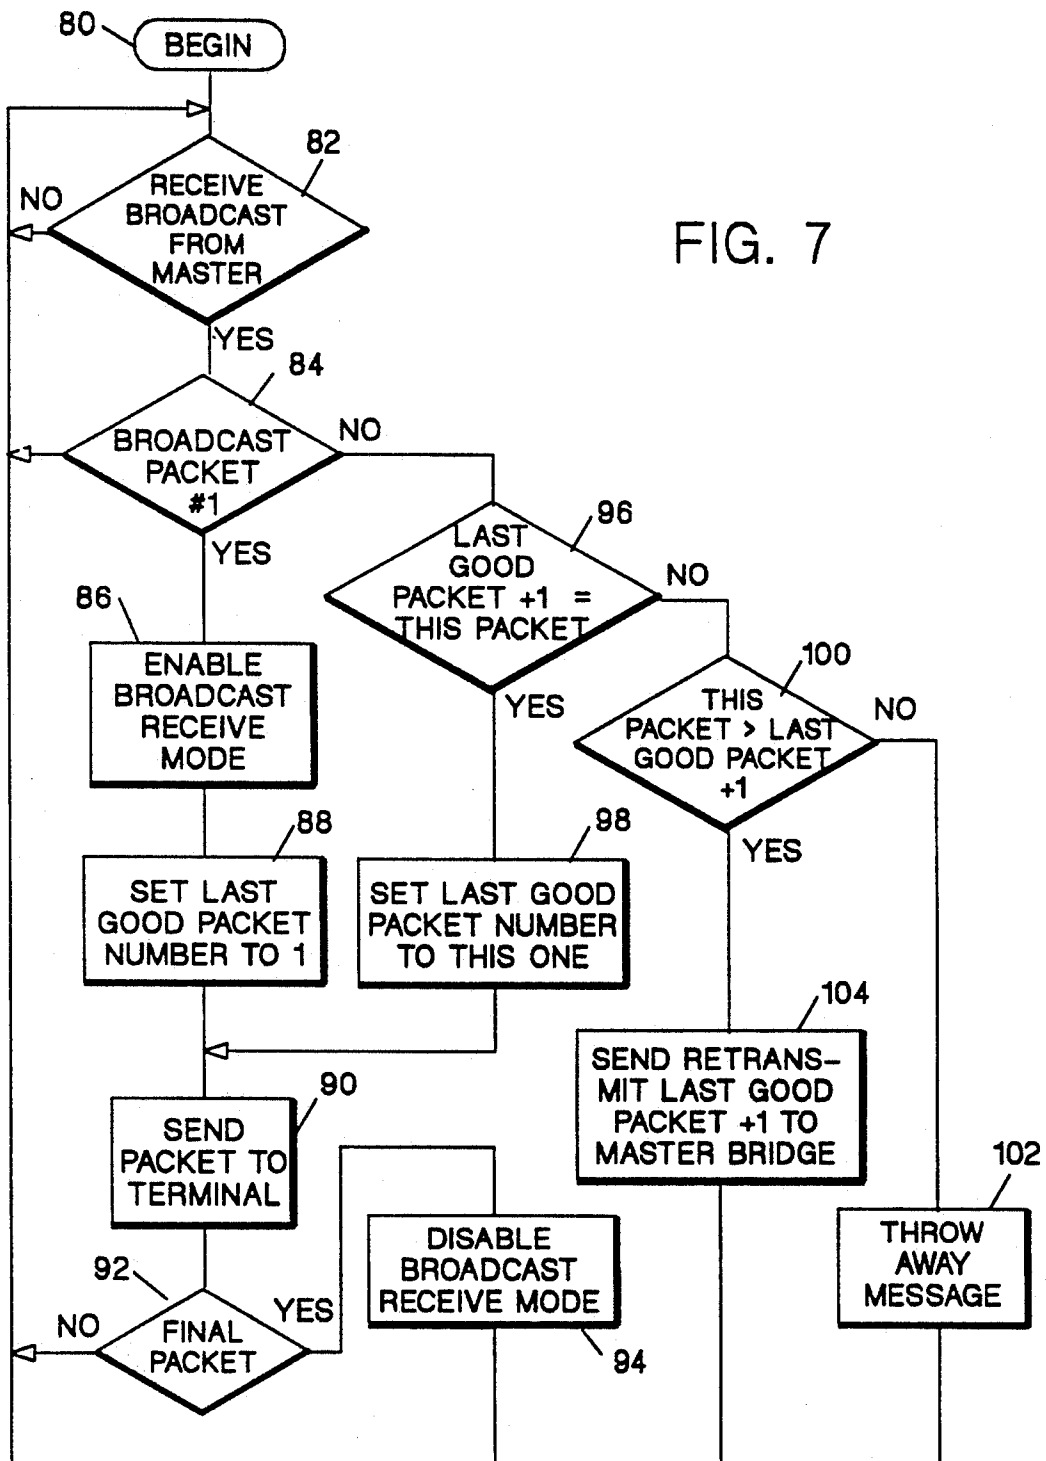 80
BEGIN
82
NO
RECEIVE
BROADCAST
FROM
MASTER
FIG. 7
YES
84
NO
BROADCAST
PACKET
#1
YES
96
LAST
GOOD
PACKET +1 =
THIS PACKET
NO
86
ENABLE
BROADCAST
RECEIVE
MODE
YES
100
THIS
PACKET > LAST
GOOD PACKET
+1
NO
YES
88
SET LAST
GOOD PACKET
NUMBER TO 1
98
SET LAST GOOD
PACKET NUMBER
TO THIS ONE
104
SEND RETRANS-
MIT LAST GOOD
PACKET +1 TO
MASTER BRIDGE
90
SEND
PACKET TO
TERMINAL
102
THROW
AWAY
MESSAGE
DISABLE
BROADCAST
RECEIVE MODE
94
92
NO
FINAL
PACKET
YES